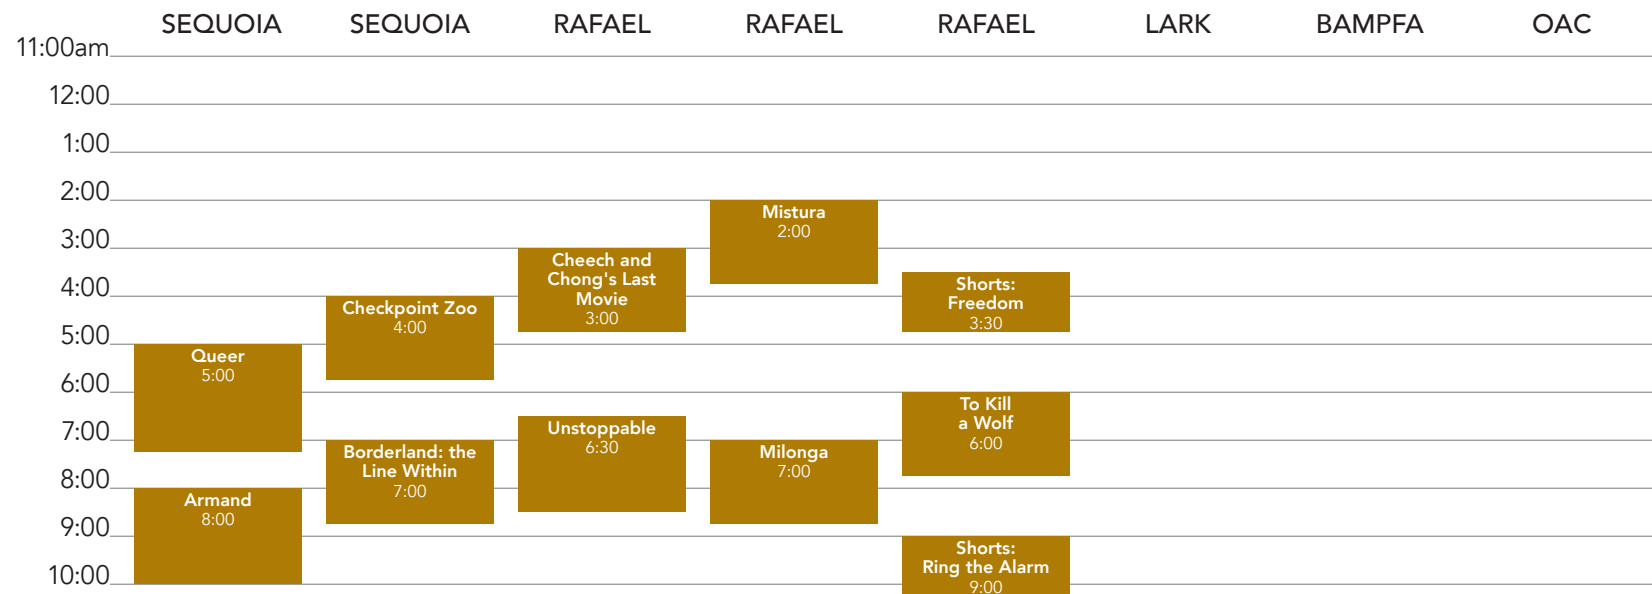 SEQUOIA SEQUOIA RAFAEL RAFAEL RAFAEL LARK BAMPFA OAC
11:00am
12:00
1:00
2:00
3:00
4:00
5:00
6:00
7:00
8:00
9:00
10:00
Queer
5:00
Armand
8:00
Checkpoint Zoo
4:00
Borderland: the
Line Within
7:00
Cheech and
Chong's Last
Movie
3:00
Unstoppable
6:30
Mistura
2:00
Milonga
7:00
Shorts:
Freedom
3:30
To Kill
a Wolf
6:00
Shorts:
Ring the Alarm
9:00